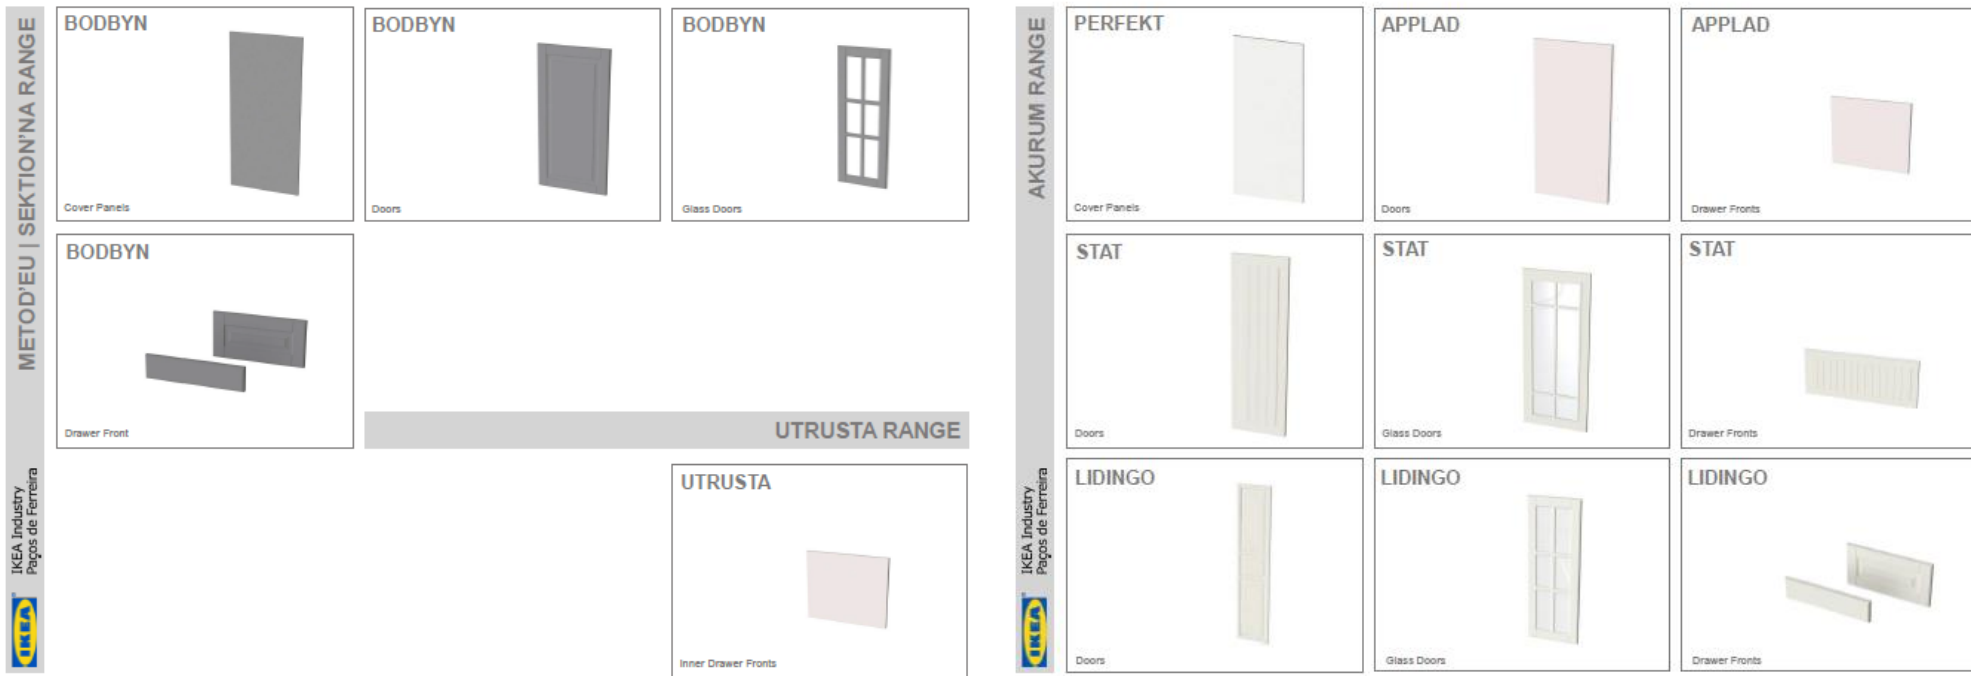 METOD'EU | SEKTION'NA RANGE
BODBYN
Cover Panels
BODBYN
Doors
BODBYN
Glass Doors
BODBYN
Drawer Front
UTRUSTA RANGE
UTRUSTA
Inner Drawer Fronts
IKEA Industry
Paços de Ferreira
IKEA
AKURUM RANGE
PERFEKT
Cover Panels
APPLAD
Doors
APPLAD
Drawer Fronts
STAT
Doors
STAT
Glass Doors
STAT
Drawer Fronts
LIDINGO
Doors
LIDINGO
Glass Doors
LIDINGO
Drawer Fronts
IKEA Industry
Paços de Ferreira
IKEA